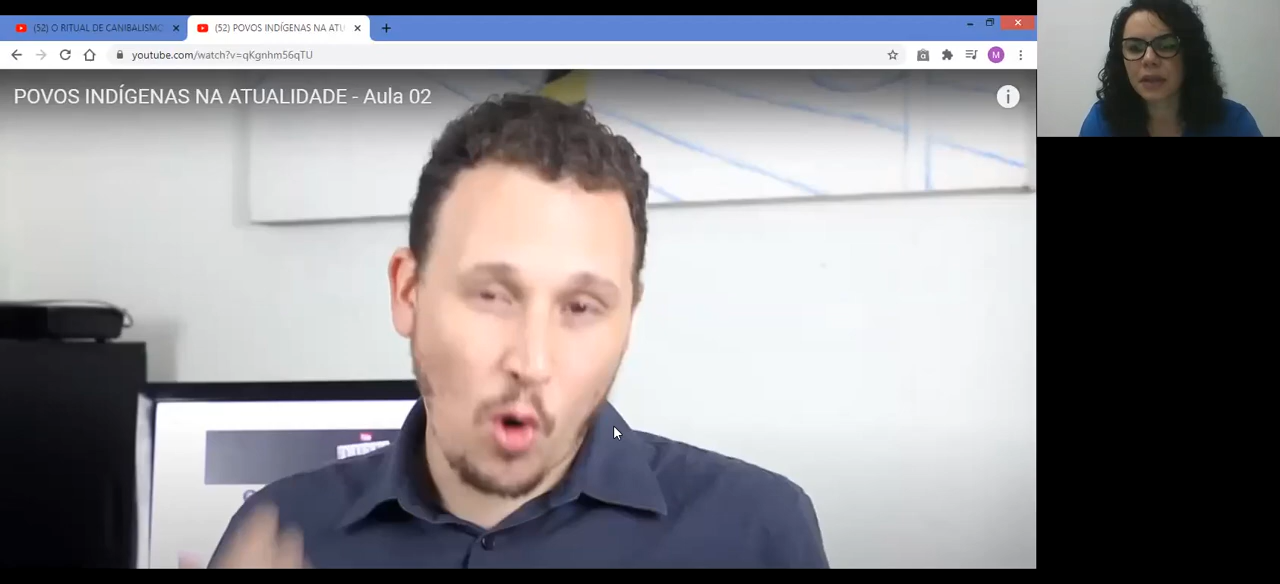 (52) O RITUAL DE CANIBALISMO
(52) POVOS INDÍGENAS NA ATU
youtube.com/watch?v=qKgnhm56qTU
M
POVOS INDÍGENAS NA ATUALIDADE - Aula 02